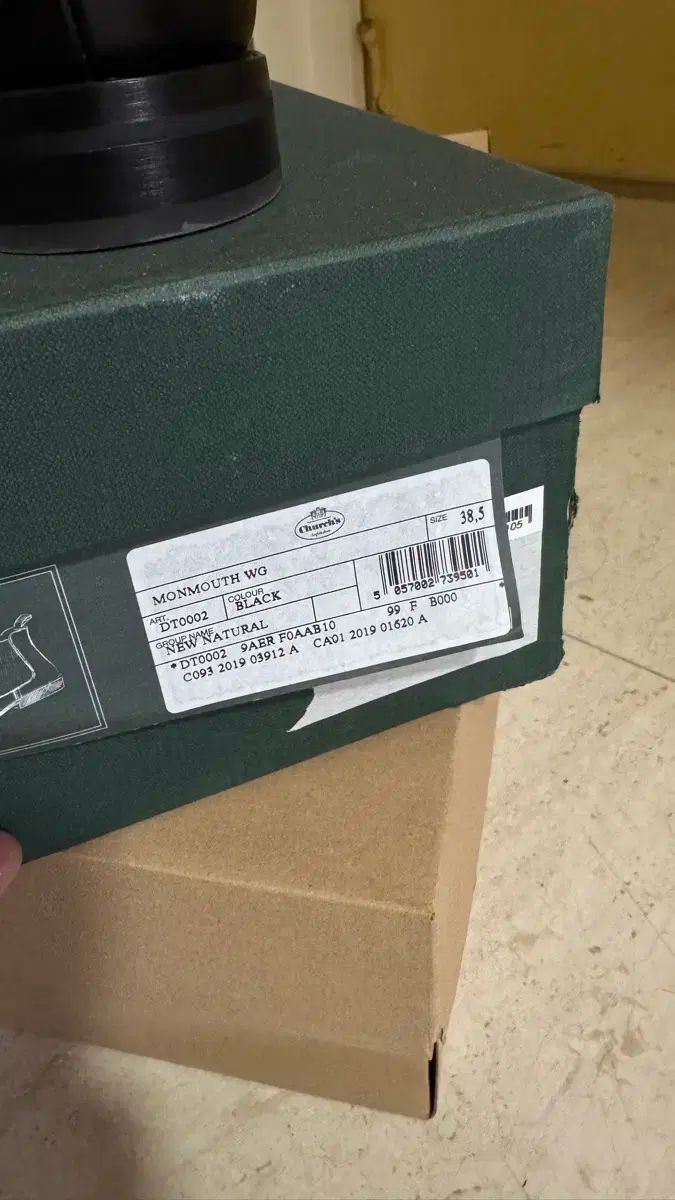 Church's
SIZE 38,5
MONMOUTH WG
ART. DT0002 COLOUR BLACK
5 057002 739501
GROUP NAME
NEW NATURAL
99 F B000
* DT0002 9AER F0AAB10 *
C093 2019 03912 A CA01 2019 01620 A
05